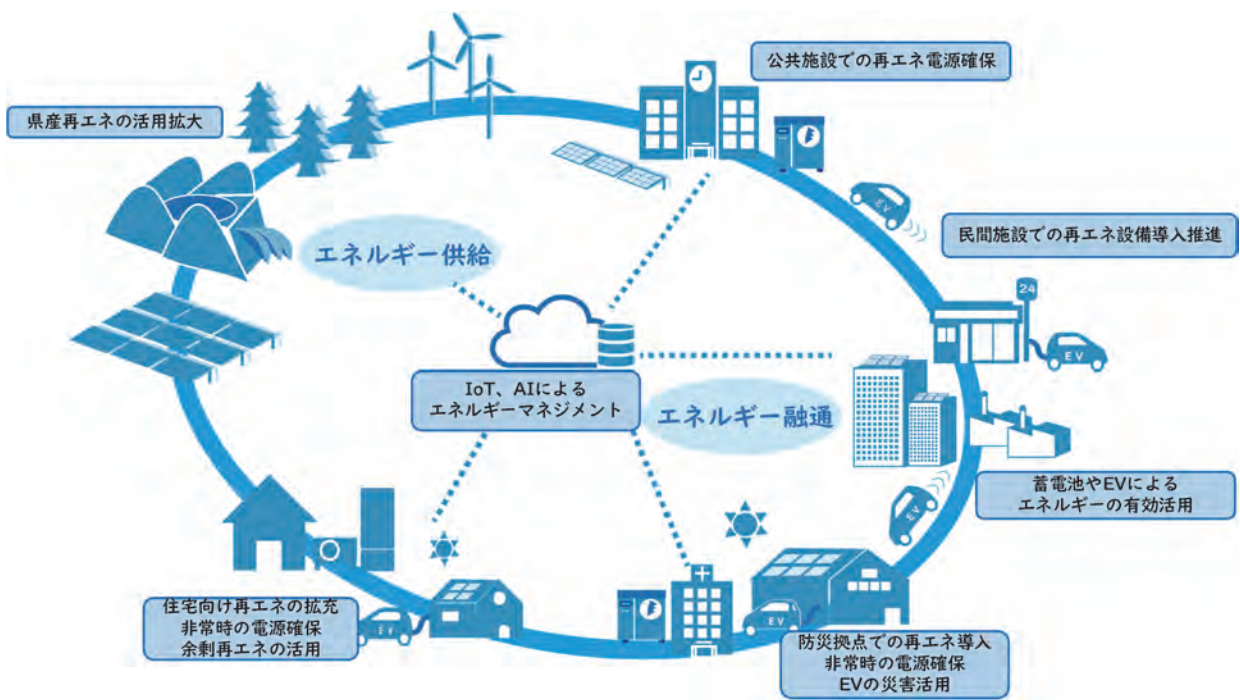 公共施設での再エネ電源確保
県産再エネの活用拡大
EV
民間施設での再エネ設備導入推進
エネルギー供給
24
EV
IoT、AIによる
エネルギーマネジメント
エネルギー融通
蓄電池やEVによる
エネルギーの有効活用
EV
住宅向け再エネの拡充
非常時の電源確保
余剰再エネの活用
EV
EV
防災拠点での再エネ導入
非常時の電源確保
EVの災害活用